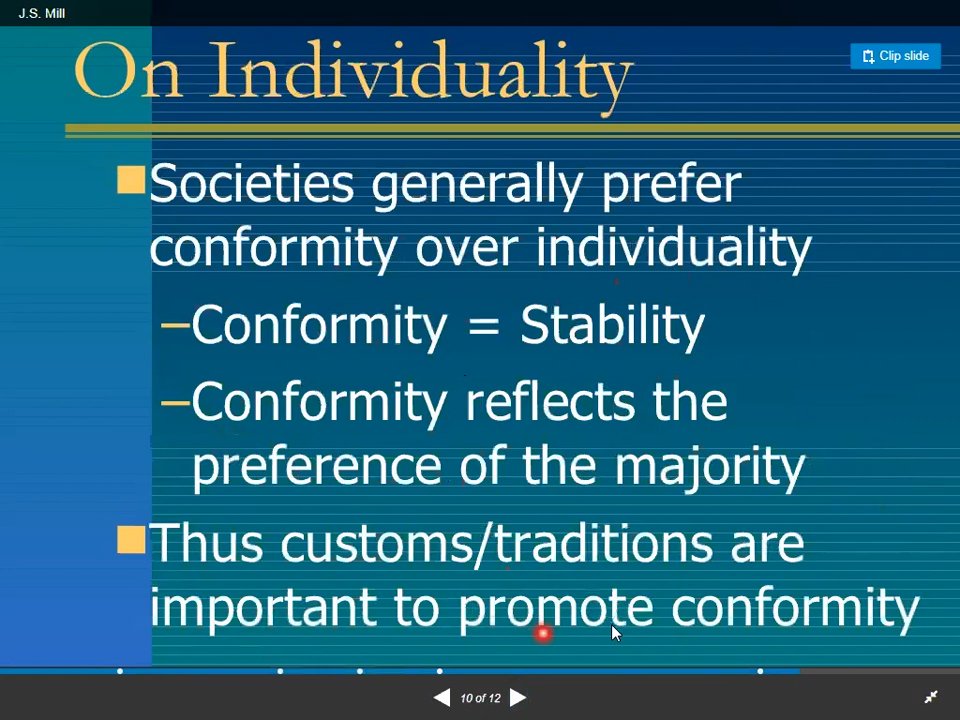 J.S. Mill
On Individuality
Clip slide
Societies generally prefer
conformity over individuality
–Conformity = Stability
–Conformity reflects the
preference of the majority
Thus customs/traditions are
important to promote conformity
10 of 12